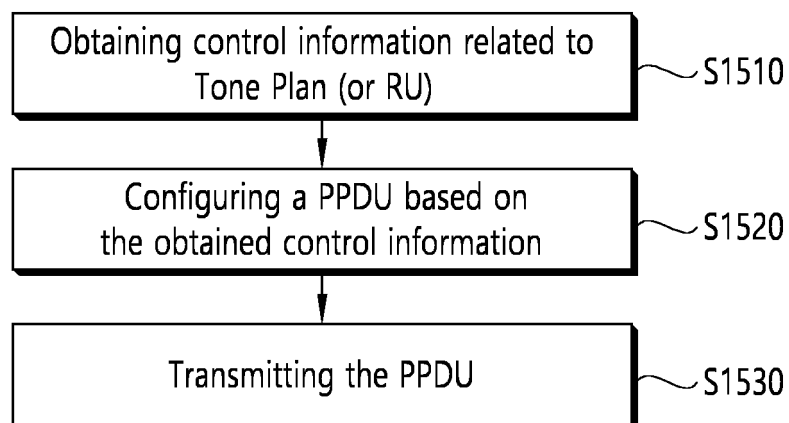 Obtaining control information related to
Tone Plan (or RU)
S1510
Configuring a PPDU based on
the obtained control information
S1520
Transmitting the PPDU
S1530